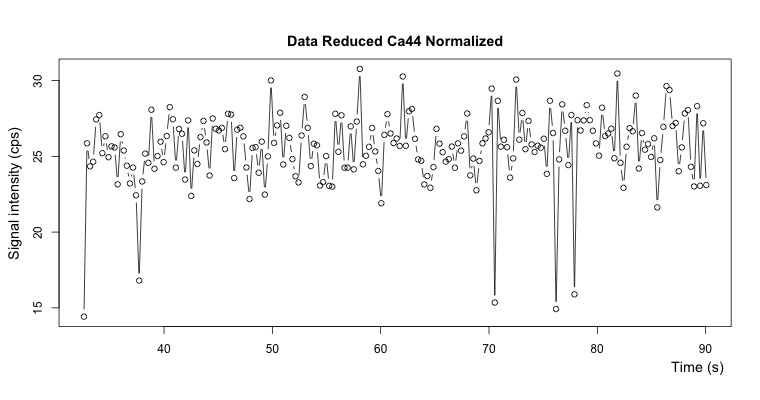 Data Reduced Ca44 Normalized
Signal intensity (cps)
30
25
20
15
40 50 60 70 80 90
Time (s)